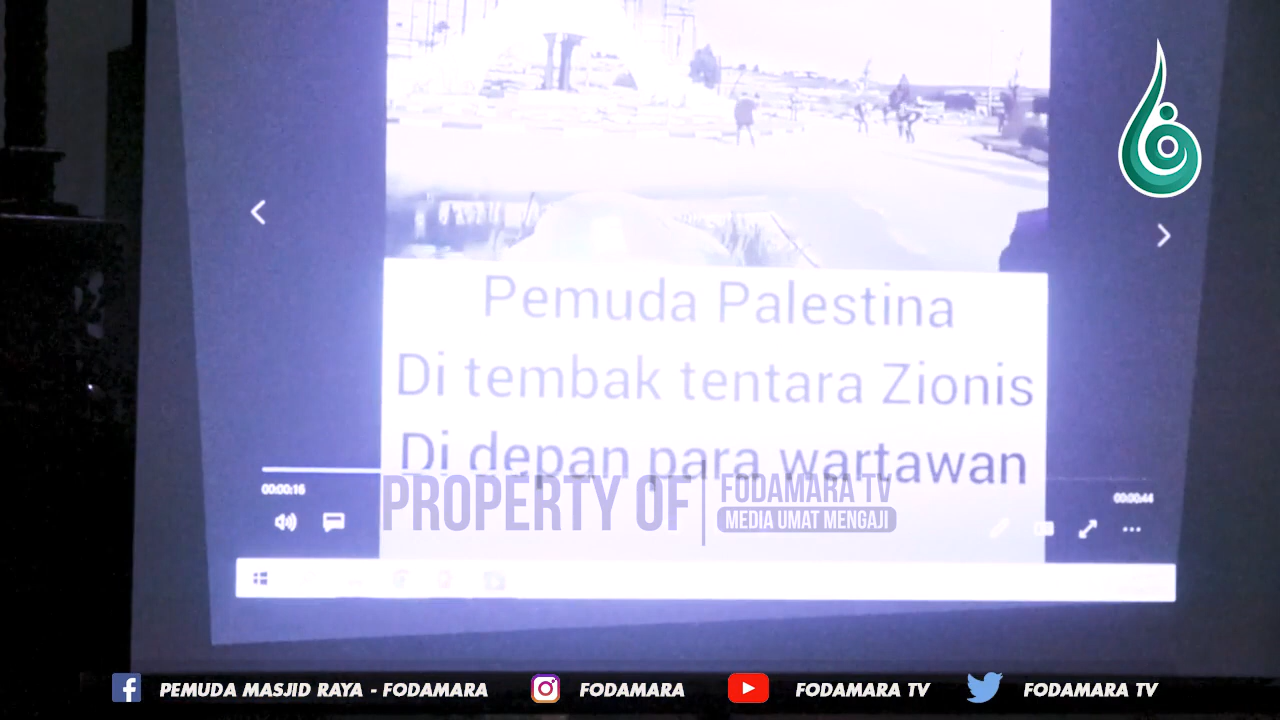 Pemuda Palestina
Di tembak tentara Zionis
Di depan para wartawan
00:00:16
00:00:44
PROPERTY OF
FODAMARA TV
MEDIA UMAT MENGAJI
PEMUDA MASJID RAYA - FODAMARA
FODAMARA
FODAMARA TV
FODAMARA TV